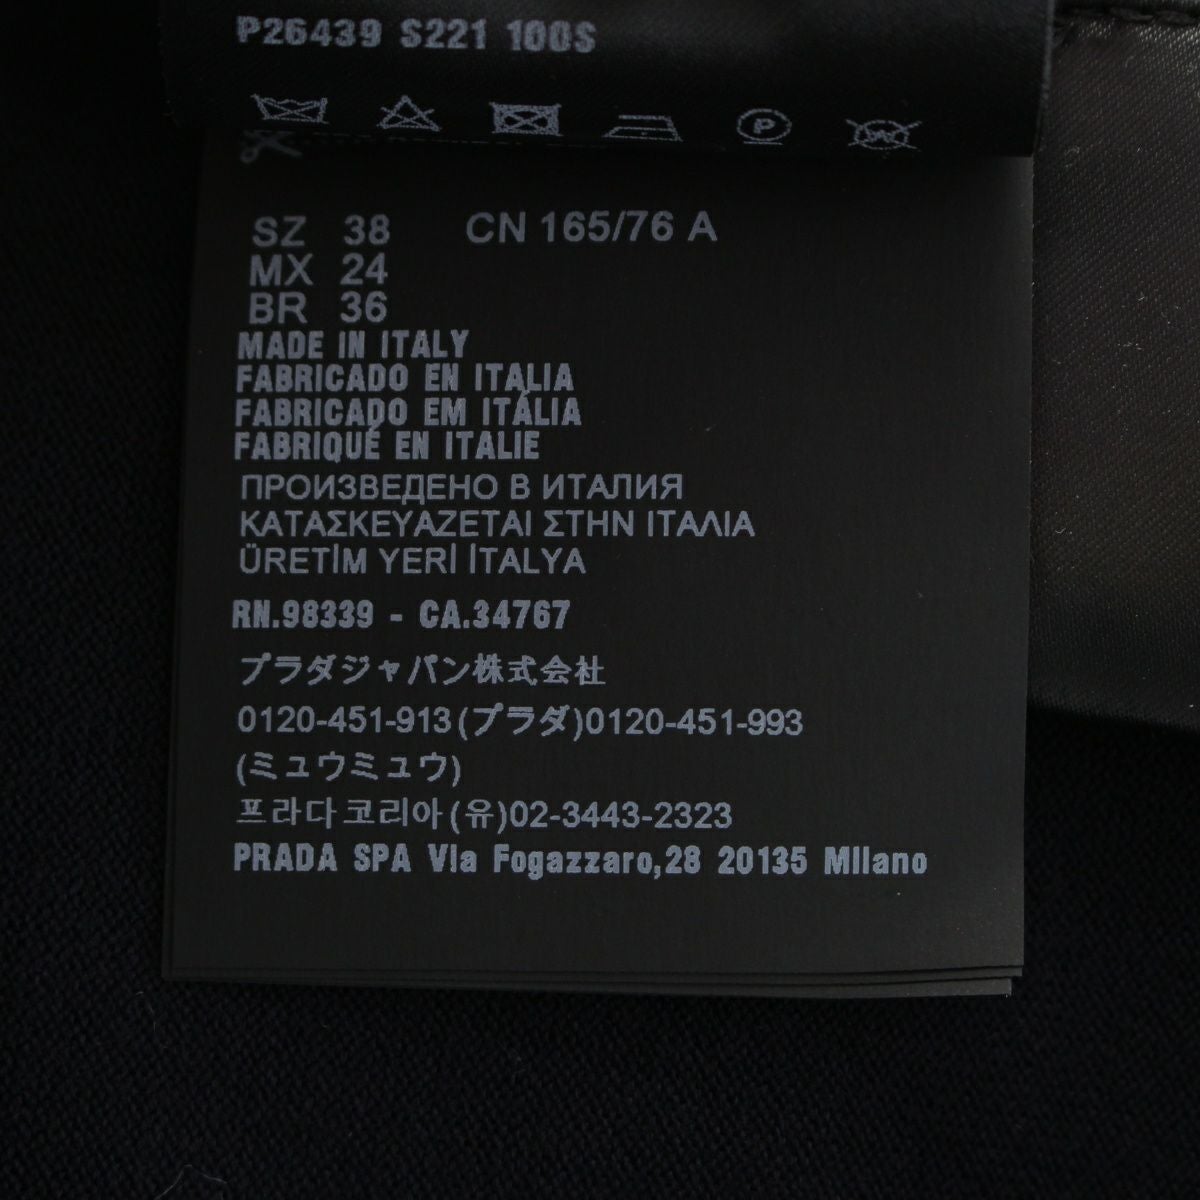 P26439 S221 100S
P
W
SZ 38 CN 165/76 A
MX 24
BR 36
MADE IN ITALY
FABRICADO EN ITALIA
FABRICADO EM ITÁLIA
FABRIQUÉ EN ITALIE
ПРОИЗВЕДЕНО В ИТАЛИЯ
ΚΑΤΑΣΚΕΥΑΖΕΤΑΙ ΣΤΗΝ ΙΤΑΛΙΑ
ÜRETİM YERİ İTALYA
RN.98339 - CA.34767
プラダジャパン株式会社
0120-451-913(プラダ)0120-451-993
(ミュウミュウ)
프라다코리아(유)02-3443-2323
PRADA SPA Via Fogazzaro,28 20135 Milano